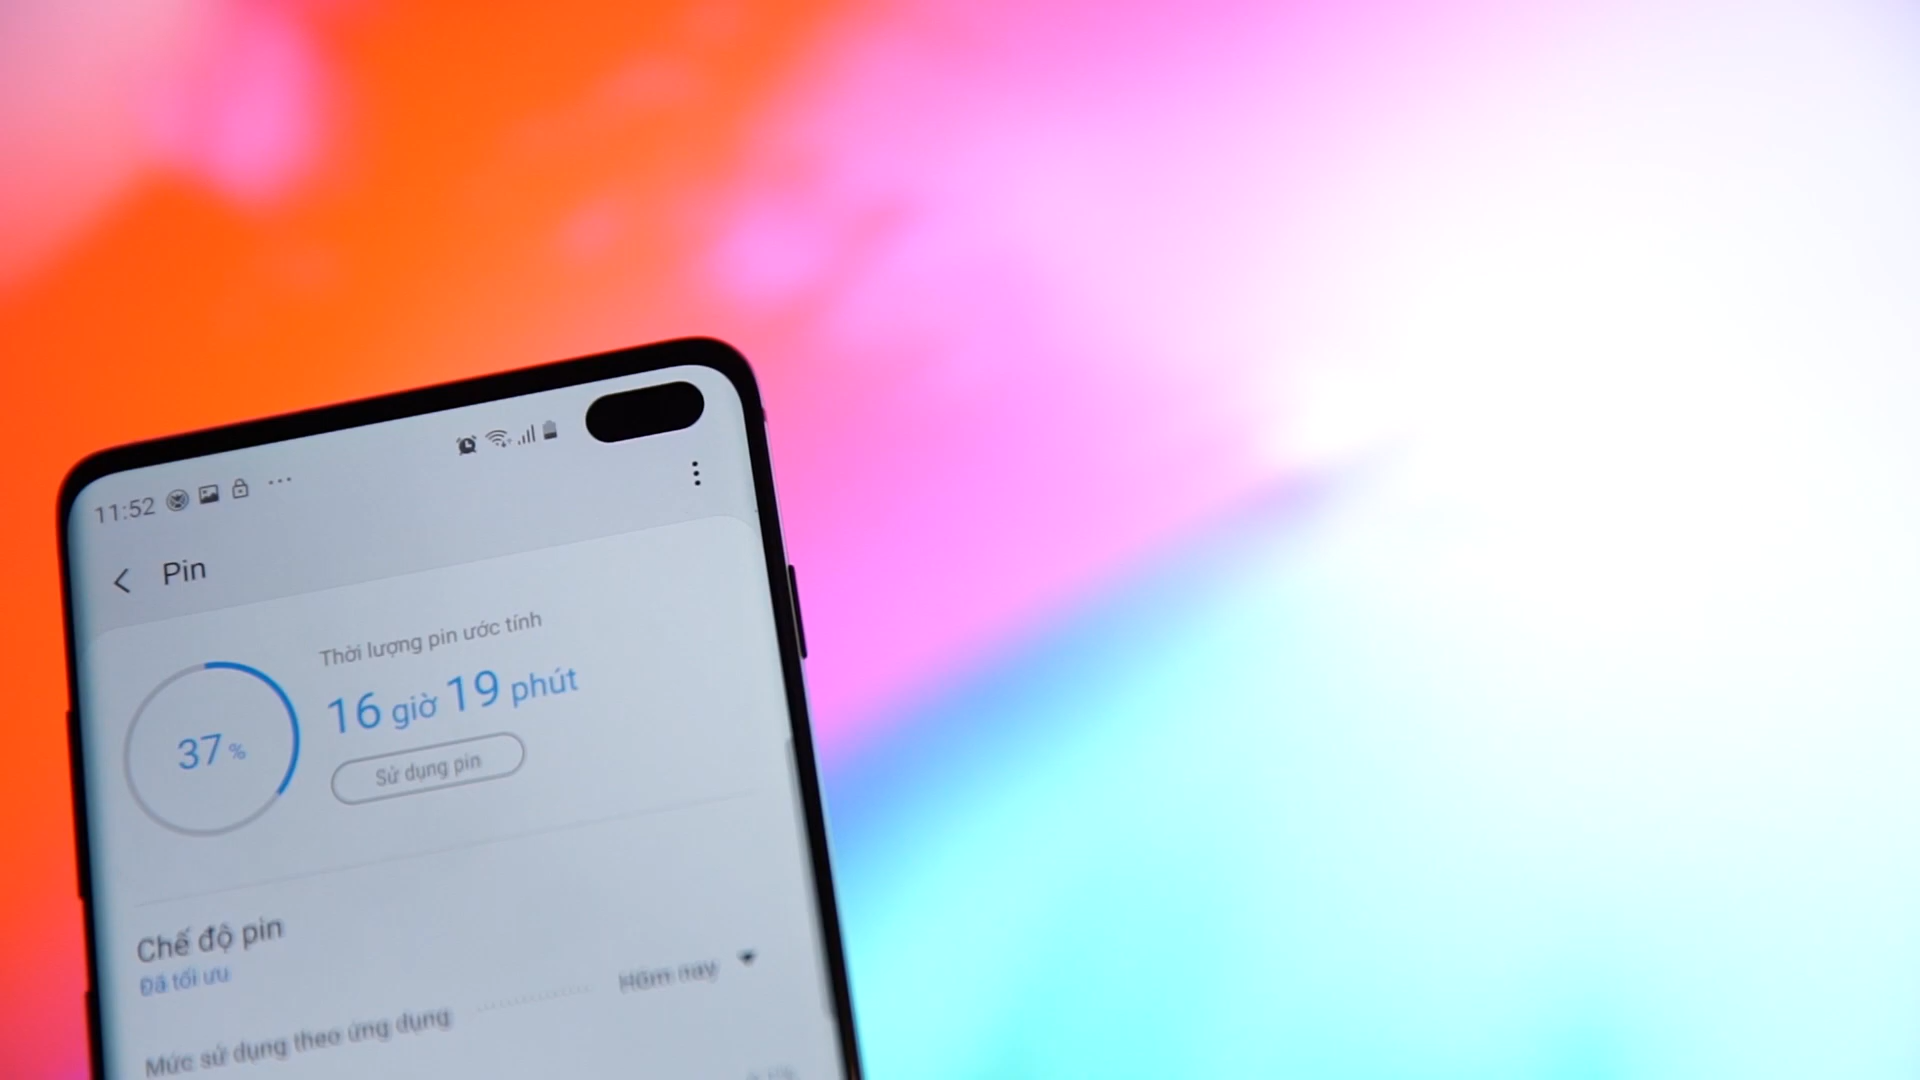 11:52
Pin
Thời lượng pin ước tính
16 giờ 19 phút
37 %
Sử dụng pin
Chế độ pin
Đã tối ưu
Hôm nay
Mức sử dụng theo ứng dụng